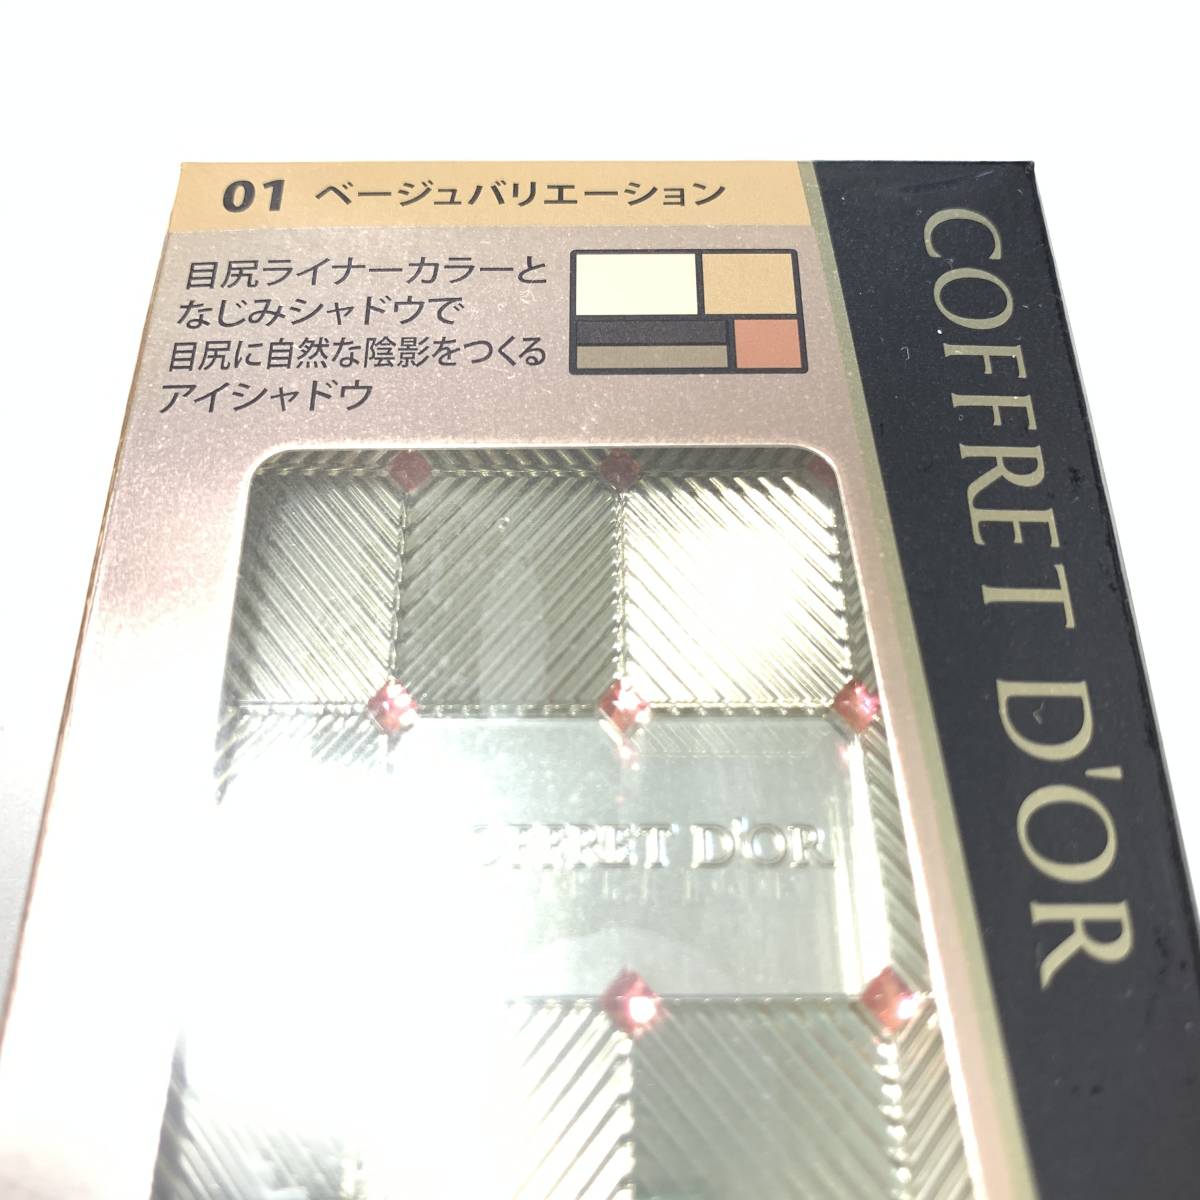 01 ベージュバリエーション
目尻ライナーカラーと
なじみシャドウで
目尻に自然な陰影をつくる
アイシャドウ
COFFRET D'OR
OFFRET D'OR